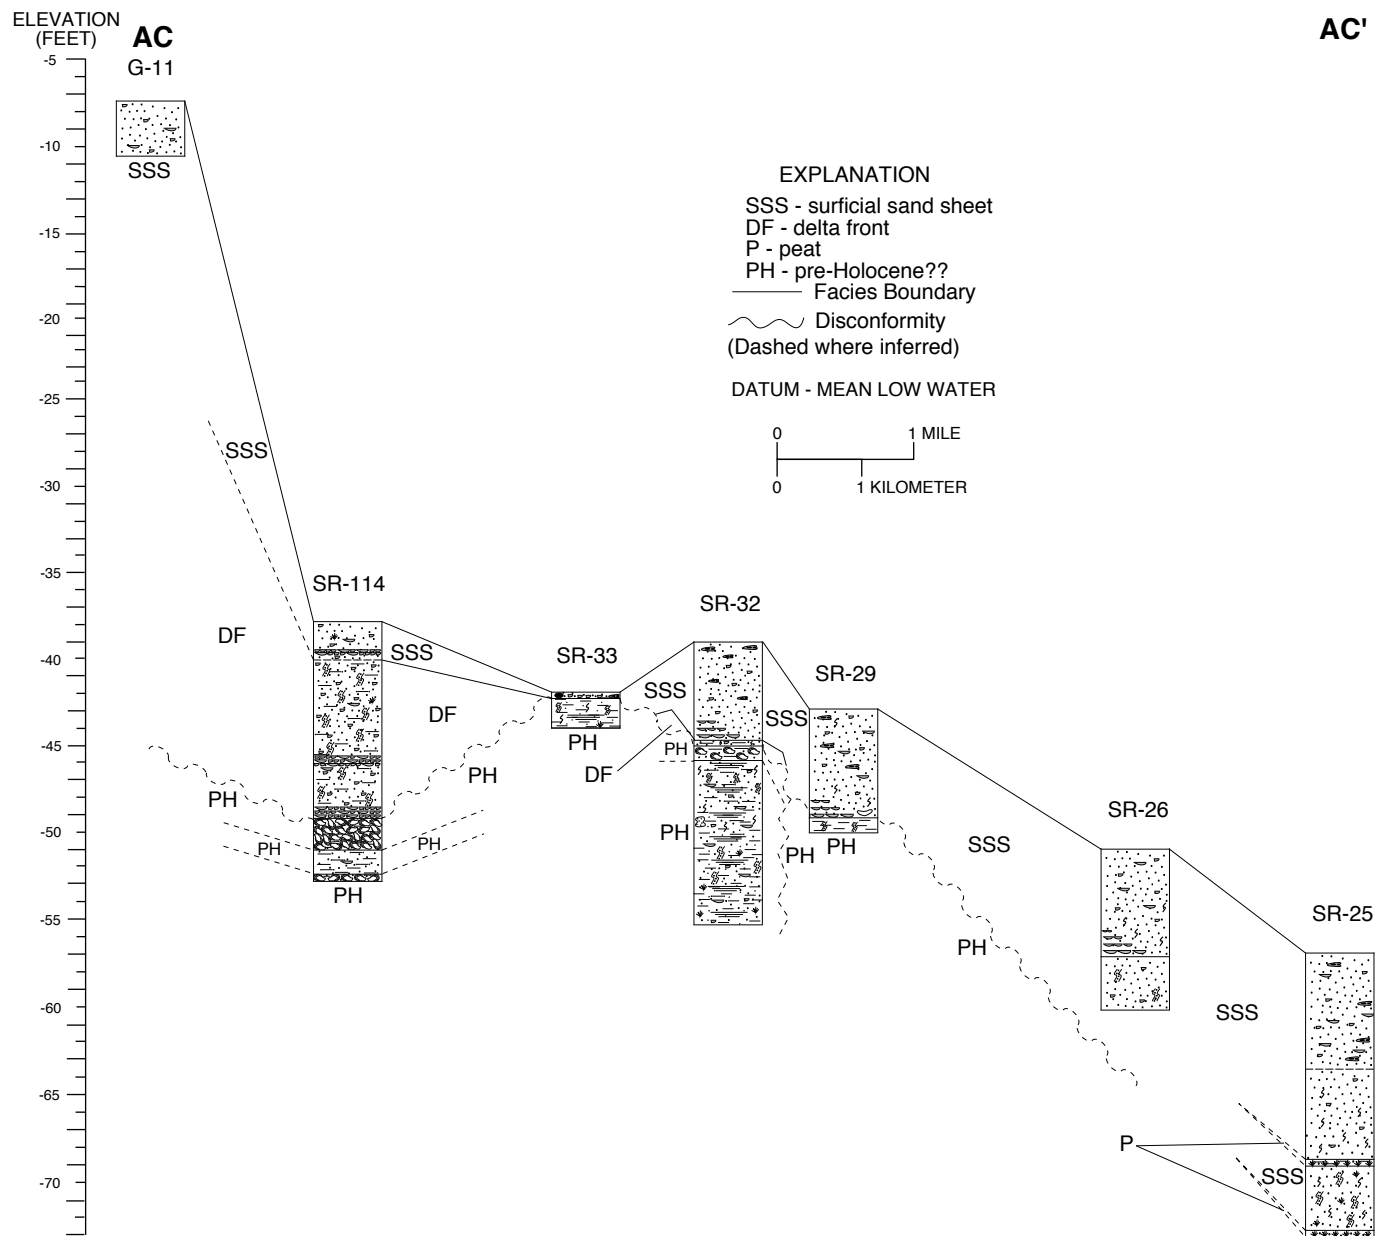 ELEVATION
(FEET)
AC
AC'
G-11
-5
-10
SSS
-15
-20
-25
-30
-35
-40
-45
-50
-55
-60
-65
-70
EXPLANATION
SSS - surficial sand sheet
DF - delta front
P - peat
PH - pre-Holocene??
Facies Boundary
Disconformity
(Dashed where inferred)
DATUM - MEAN LOW WATER
0 1 MILE
0 1 KILOMETER
SSS
SR-114
SR-32
DF
SSS
SR-33
SSS
SR-29
DF
SSS
PH
PH
DF
PH
PH
PH
PH
PH
PH
PH
PH
PH
SR-26
SSS
PH
SR-25
SSS
P
SSS